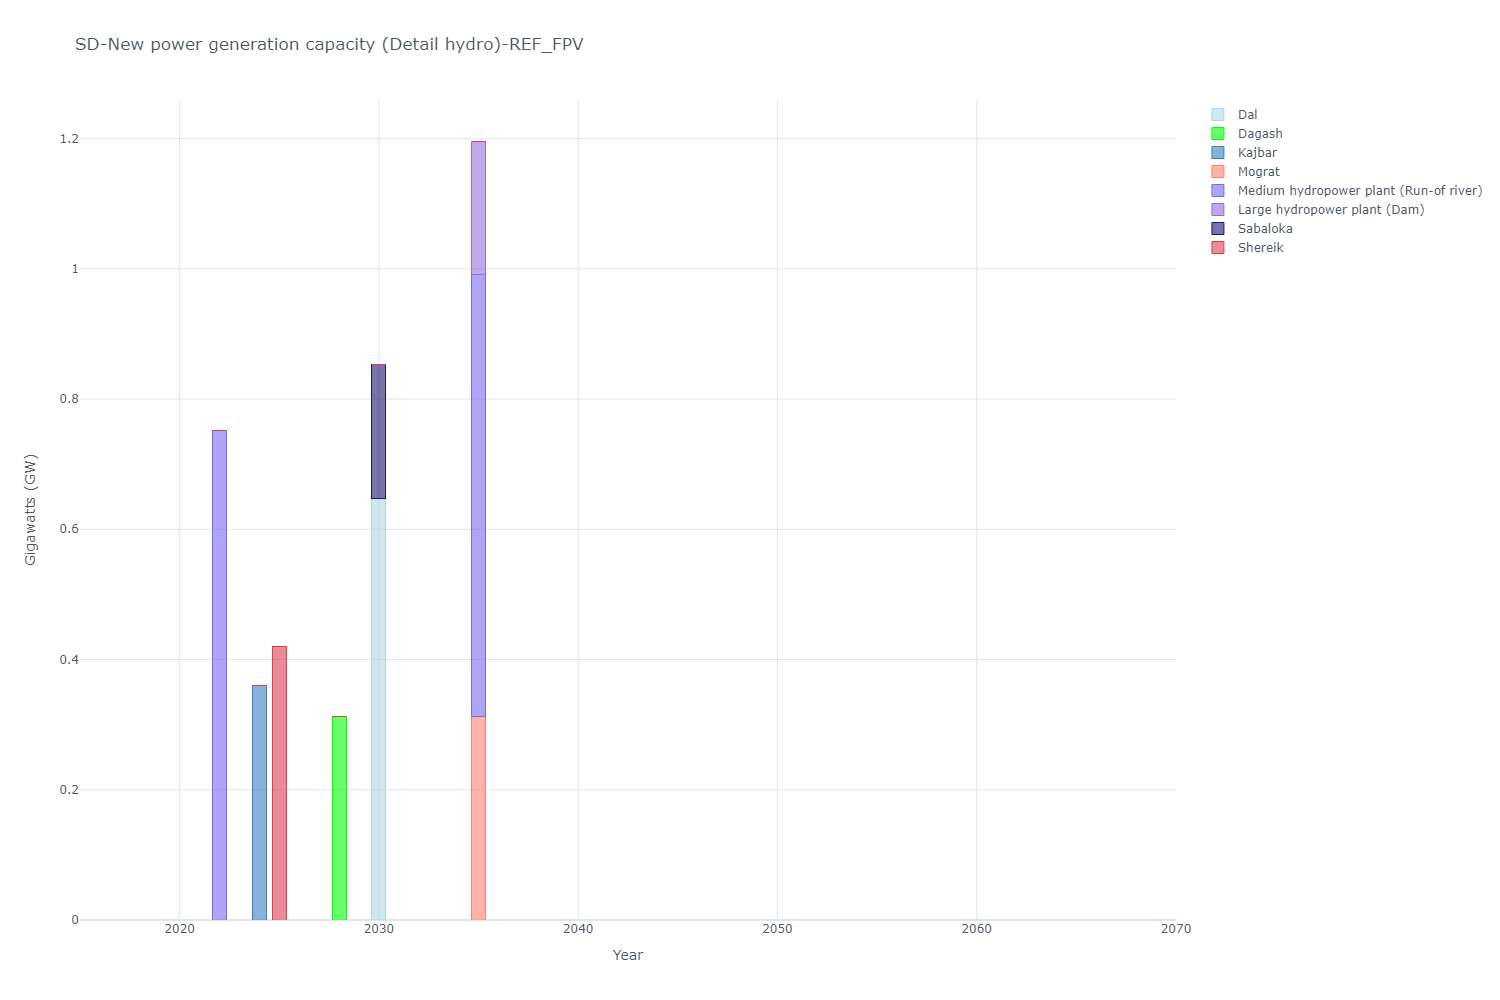 SD-New power generation capacity (Detail hydro)-REF_FPV
Dal
Dagash
Kajbar
Mograt
Medium hydropower plant (Run-of river)
Large hydropower plant (Dam)
Sabaloka
Shereik
1.2
1
0.8
0.6
0.4
0.2
0
Gigawatts (GW)
2020 2030 2040 2050 2060 2070
Year